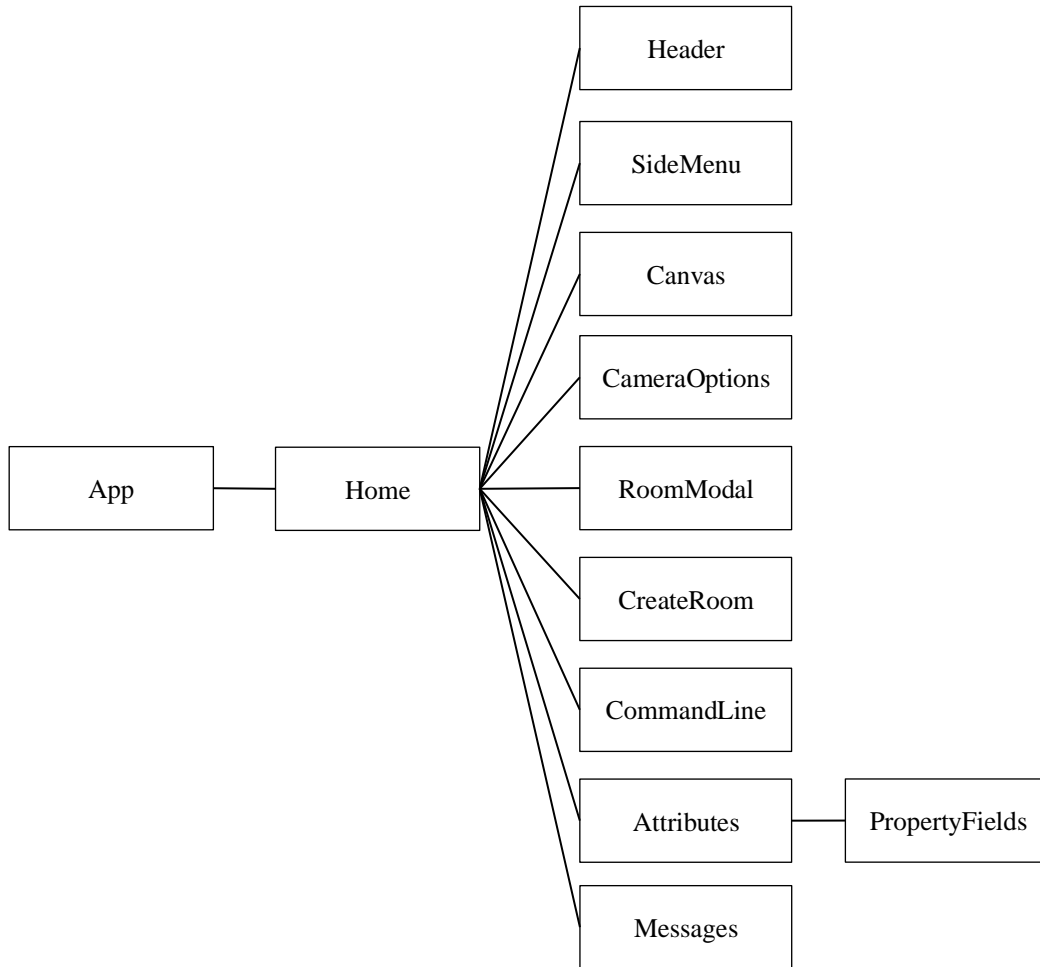 Header
SideMenu
Canvas
CameraOptions
App
Home
RoomModal
CreateRoom
CommandLine
Attributes
PropertyFields
Messages